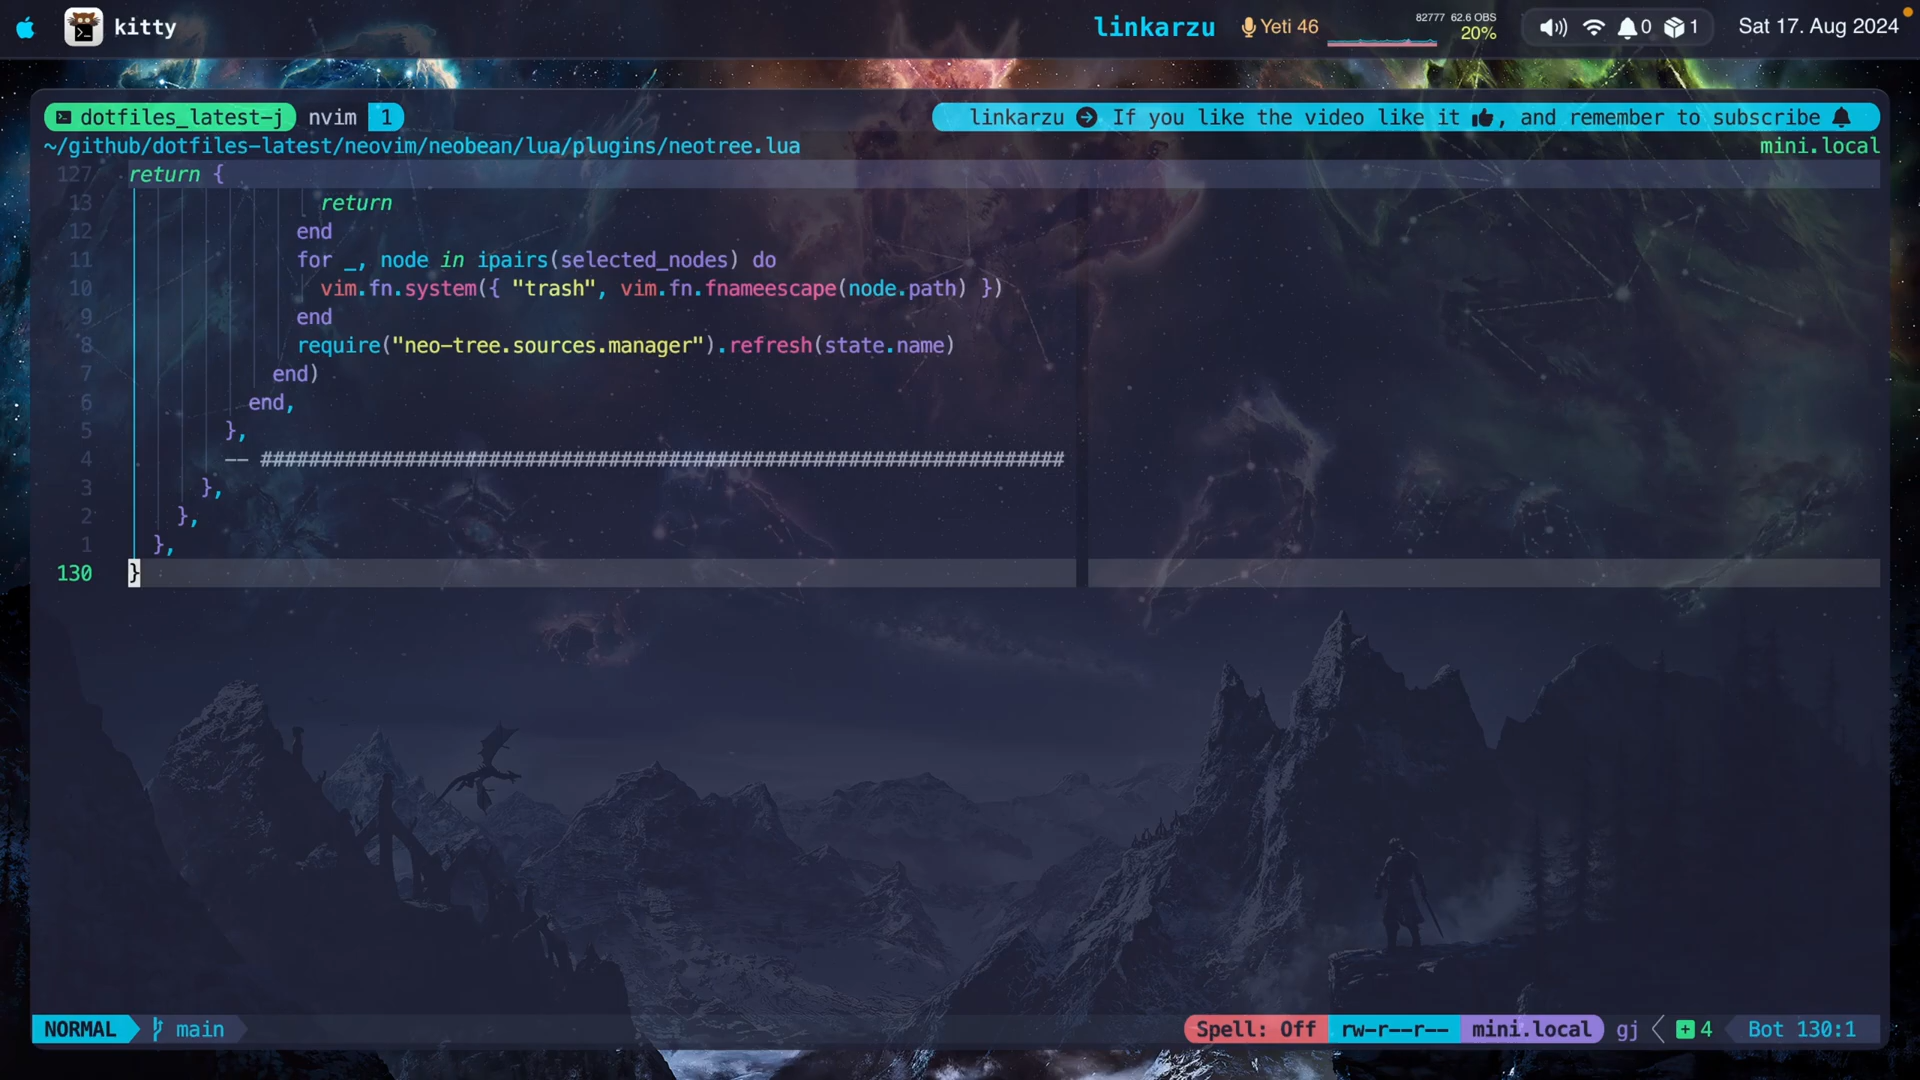 kitty
linkarzu
Yeti 46
82777 62.6 OBS
20%
0
1
Sat 17. Aug 2024
dotfiles_latest-j nvim 1
linkarzu If you like the video like it , and remember to subscribe
~/github/dotfiles-latest/neovim/neobean/lua/plugins/neotree.lua
mini.local
127 return {
13 return
12 end
11 for _, node in ipairs(selected_nodes) do
10 vim.fn.system({ "trash", vim.fn.fnameescape(node.path) })
9 end
8 require("neo-tree.sources.manager").refresh(state.name)
7 end)
6 end,
5 },
4 -- ###################################################################
3 },
2 },
1 },
130 }
NORMAL main
Spell: Off rw-r--r-- mini.local gj 4 Bot 130:1